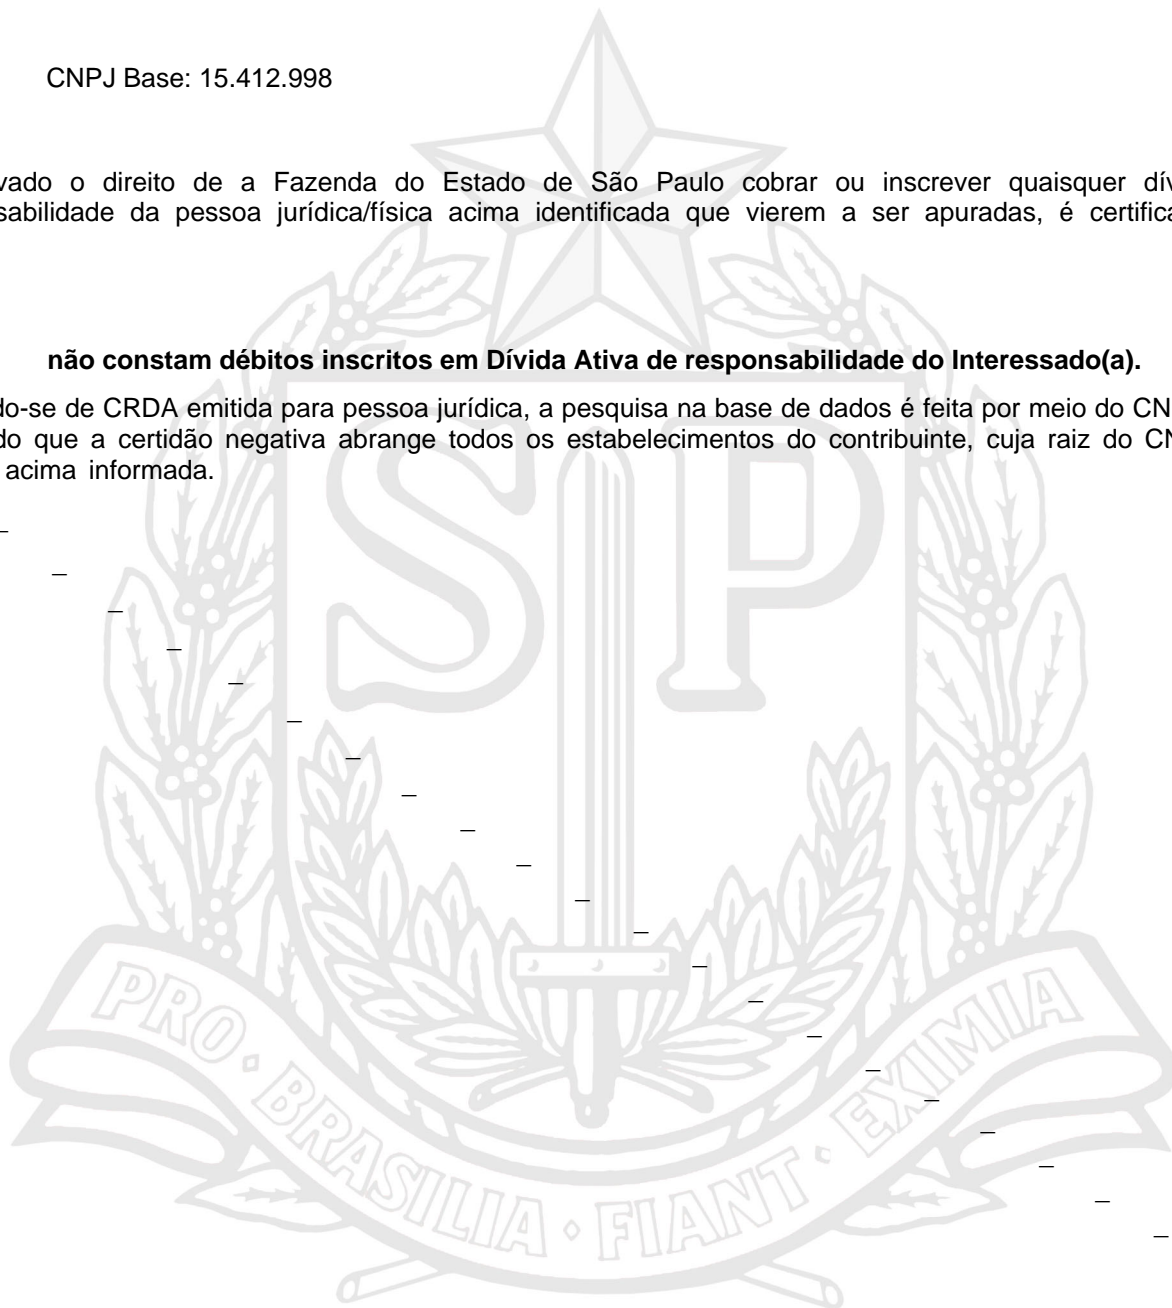 CNPJ Base: 15.412.998
vado o direito de a Fazenda do Estado de São Paulo cobrar ou inscrever quaisquer dív
sabilidade da pessoa jurídica/física acima identificada que vierem a ser apuradas, é certifica
não constam débitos inscritos em Dívida Ativa de responsabilidade do Interessado(a).
do-se de CRDA emitida para pessoa jurídica, a pesquisa na base de dados é feita por meio do CN
do que a certidão negativa abrange todos os estabelecimentos do contribuinte, cuja raiz do CN
acima informada.
SP
PRO • BRASILIA • FIANT • EXIMIA